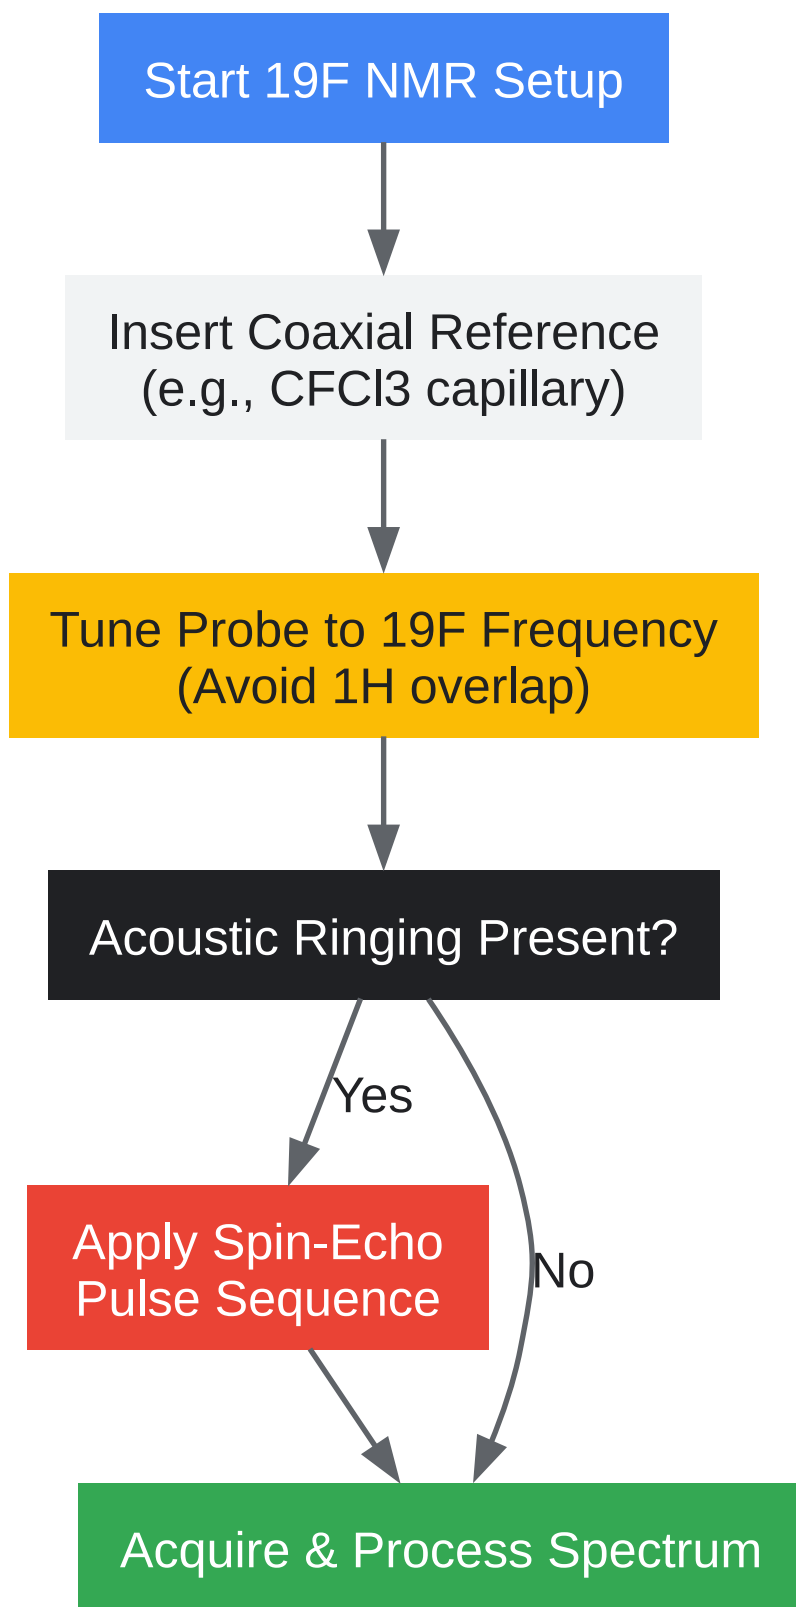 Start 19F NMR Setup
Insert Coaxial Reference
(e.g., CFCl3 capillary)
Tune Probe to 19F Frequency
(Avoid 1H overlap)
Acoustic Ringing Present?
Yes
Apply Spin-Echo
Pulse Sequence
No
Acquire & Process Spectrum